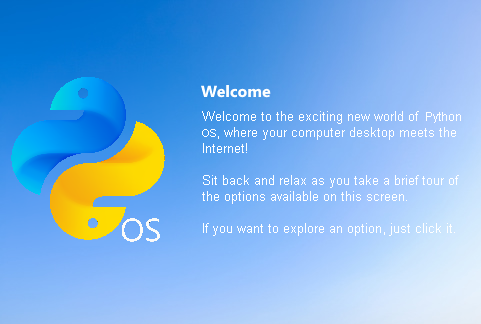 Welcome
Welcome to the exciting new world of Python
OS, where your computer desktop meets the
Internet!
Sit back and relax as you take a brief tour of
the options available on this screen.
If you want to explore an option, just click it.
OS